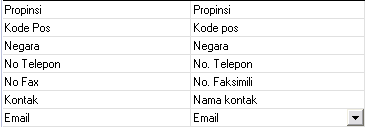 Propinsi Propinsi
Kode Pos Kode pos
Negara Negara
No Telepon No. Telepon
No Fax No. Faksimili
Kontak Nama kontak
Email Email